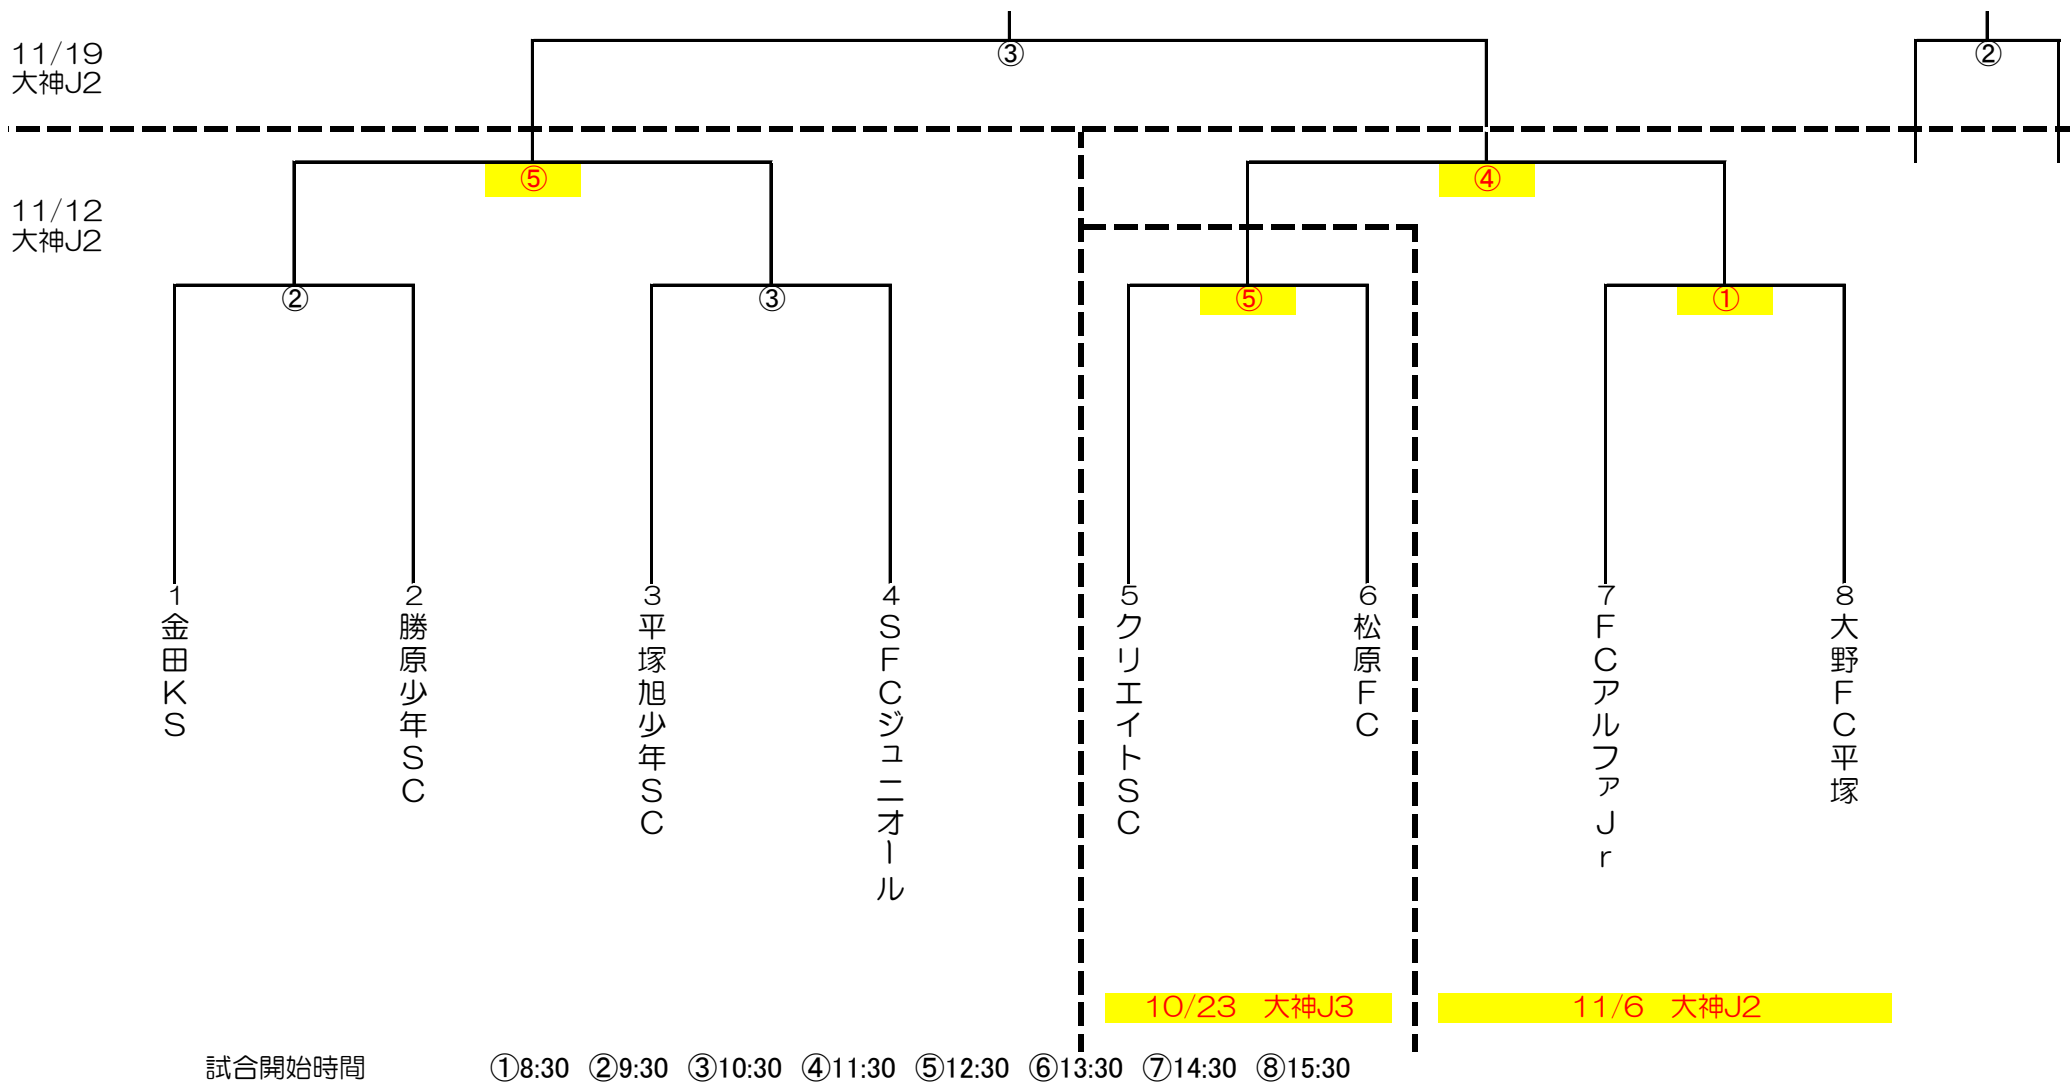 11/19
大神J2
③
②
11/12
大神J2
⑤
④
②
③
⑤
①
1金田KS
2勝原少年SC
3平塚旭少年SC
4SFCジュニオール
5クリエイトSC
6松原FC
7FCアルファJr
8大野FC平塚
10/23　大神J3
11/6　大神J2
試合開始時間 ①8:30 ②9:30 ③10:30 ④11:30 ⑤12:30 ⑥13:30 ⑦14:30 ⑧15:30